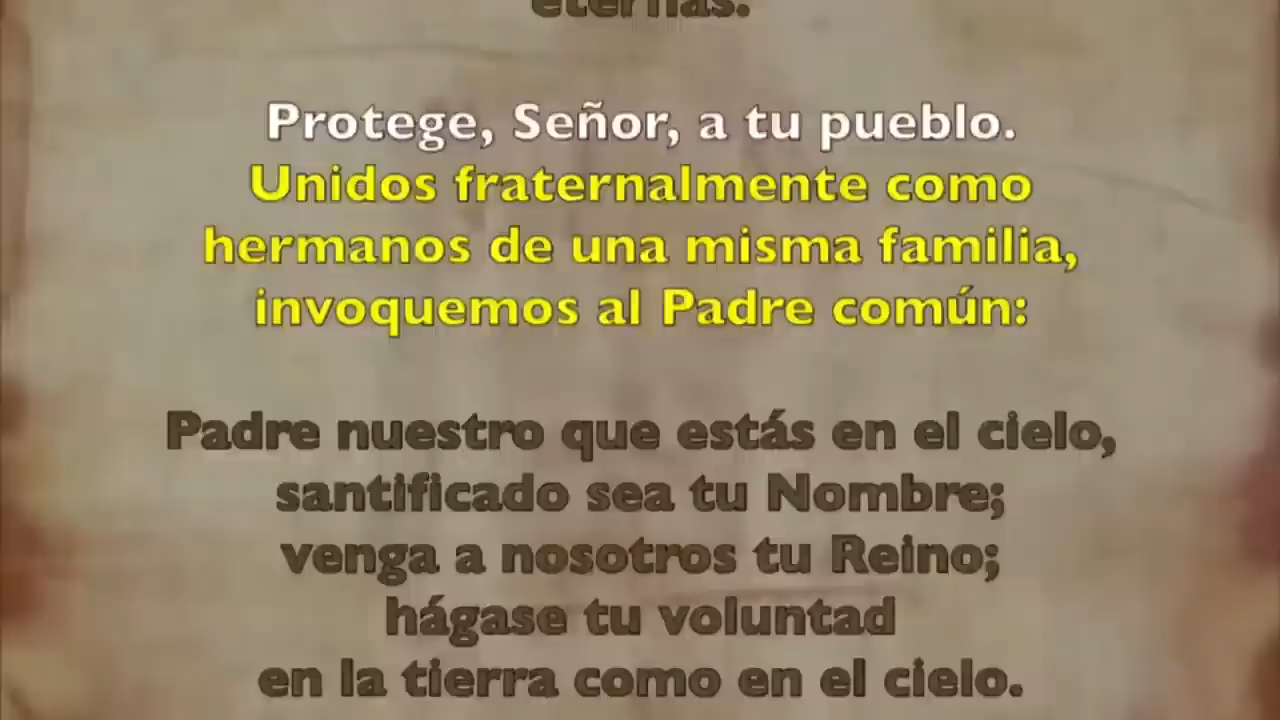 eternas.
Protege, Señor, a tu pueblo.
Unidos fraternalmente como
hermanos de una misma familia,
invoquemos al Padre común:
Padre nuestro que estás en el cielo,
santificado sea tu Nombre;
venga a nosotros tu Reino;
hágase tu voluntad
en la tierra como en el cielo.